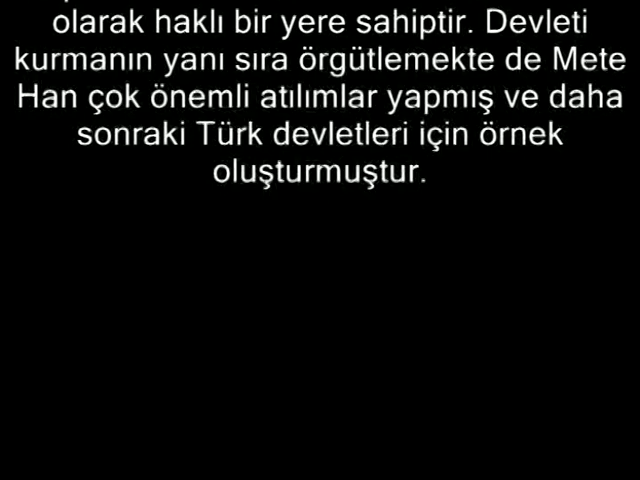 olarak haklı bir yere sahiptir. Devleti
kurmanın yanı sıra örgütlemekte de Mete
Han çok önemli atılımlar yapmış ve daha
sonraki Türk devletleri için örnek
oluşturmuştur.